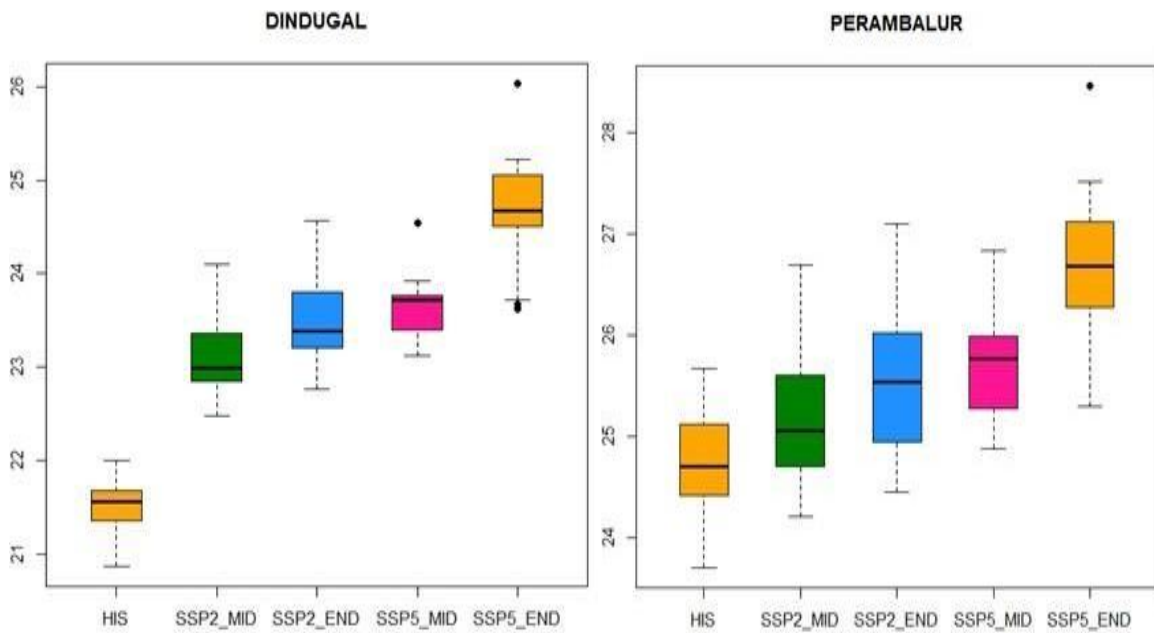 DINDUGAL
26
25
24
23
22
21
HIS SSP2_MID SSP2_END SSP5_MID SSP5_END
PERAMBALUR
28
27
26
25
24
HIS SSP2_MID SSP2_END SSP5_MID SSP5_END